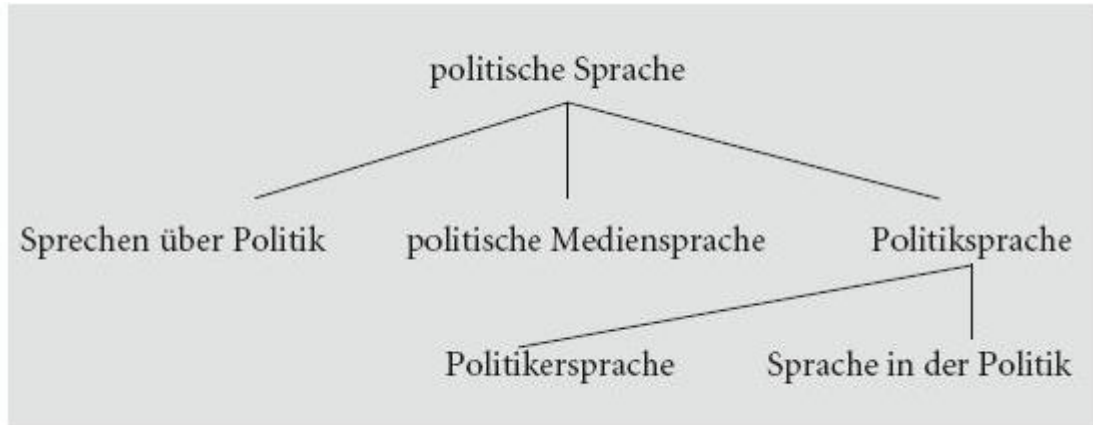 politische Sprache
Sprechen über Politik politische Mediensprache Politiksprache
Politikersprache Sprache in der Politik